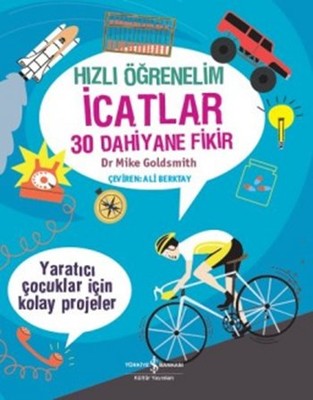 HIZLI ÖĞRENELİM
İCATLAR
30 DAHİYANE FİKİR
Dr Mike Goldsmith
ÇEVİREN: ALİ BERKTAY
Yaratıcı
çocuklar için
kolay projeler
TÜRKİYE İŞ BANKASI
Kültür Yayınları